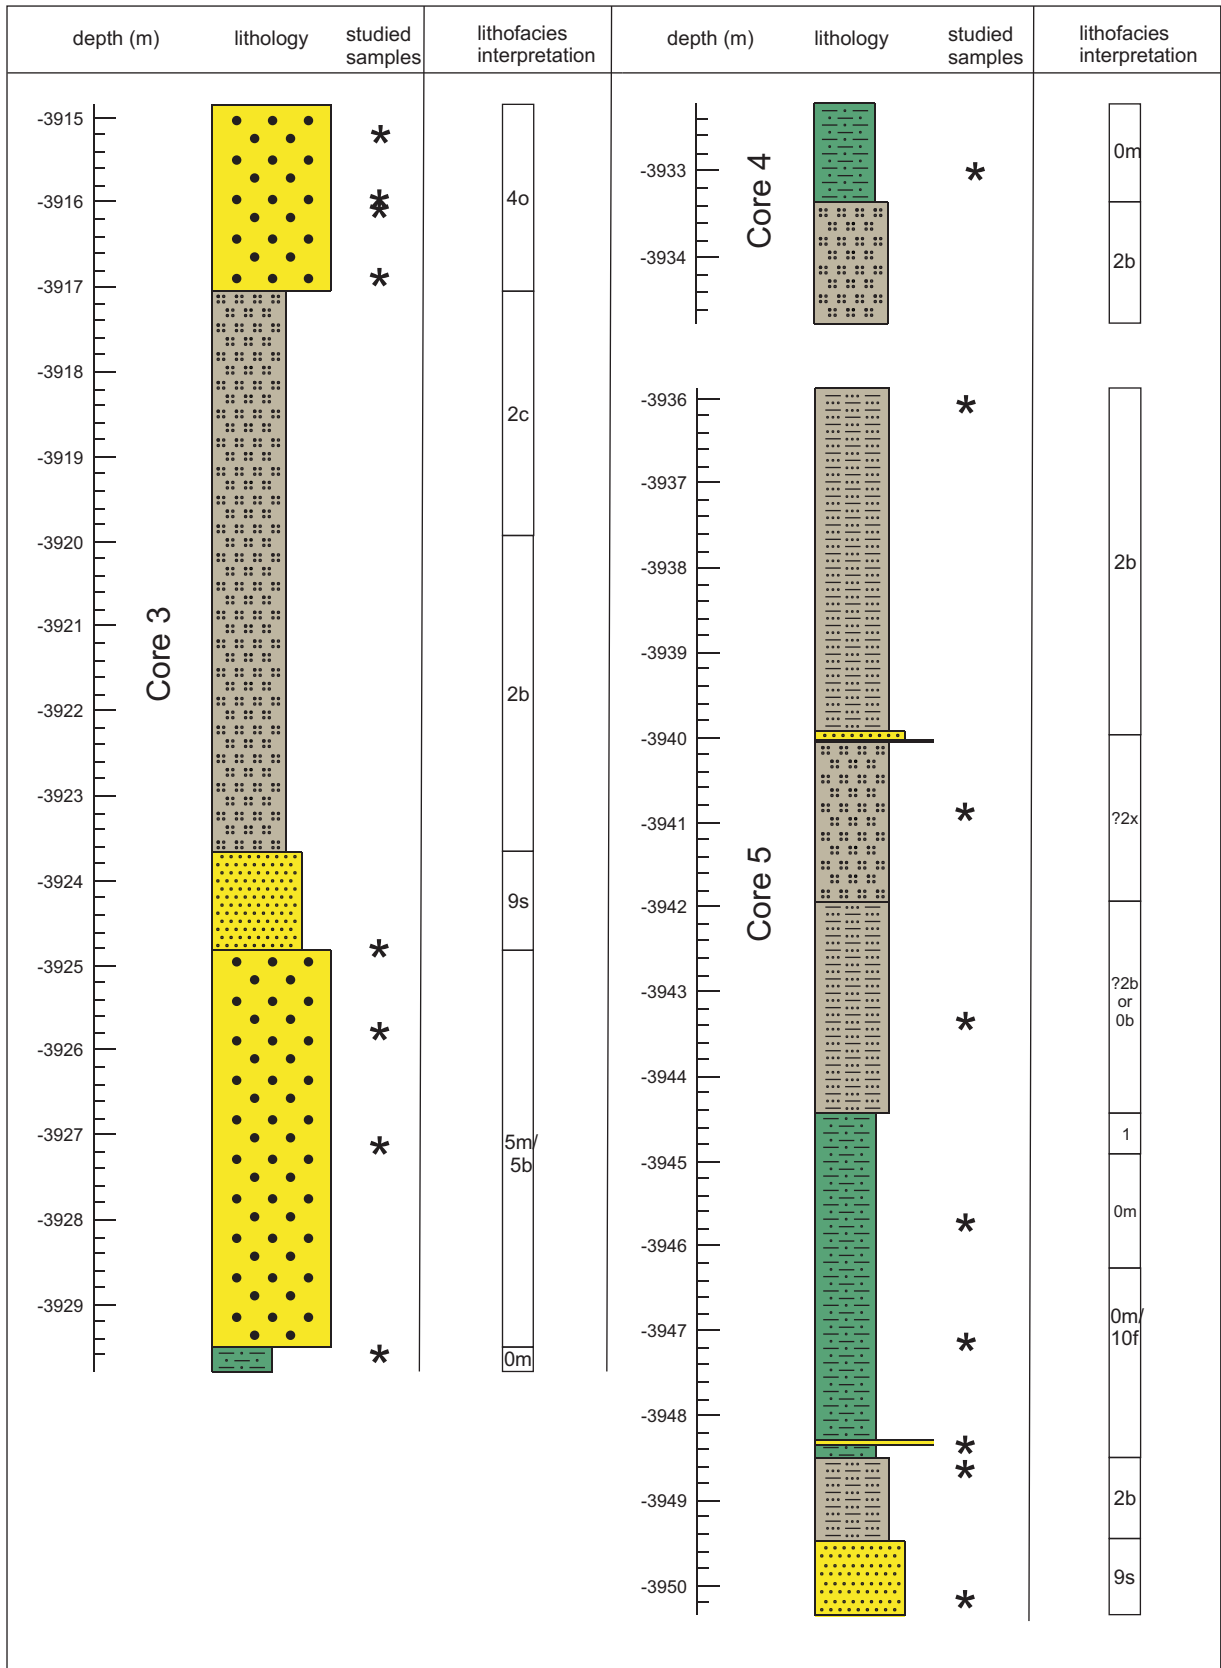 depth (m)
lithology
studied
samples
lithofacies
interpretation
depth (m)
lithology
studied
samples
lithofacies
interpretation
-3915
-3916
-3917
-3918
-3919
-3920
-3921
-3922
-3923
-3924
-3925
-3926
-3927
-3928
-3929
Core 3
*
*
*
*
*
*
*
*
4o
2c
2b
9s
5m/
5b
0m
-3933
-3934
Core 4
*
0m
2b
-3936
-3937
-3938
-3939
-3940
-3941
-3942
-3943
-3944
-3945
-3946
-3947
-3948
-3949
-3950
Core 5
*
*
*
*
*
*
*
*
2b
?2x
?2b
or
0b
1
0m
0m/
10f
2b
9s